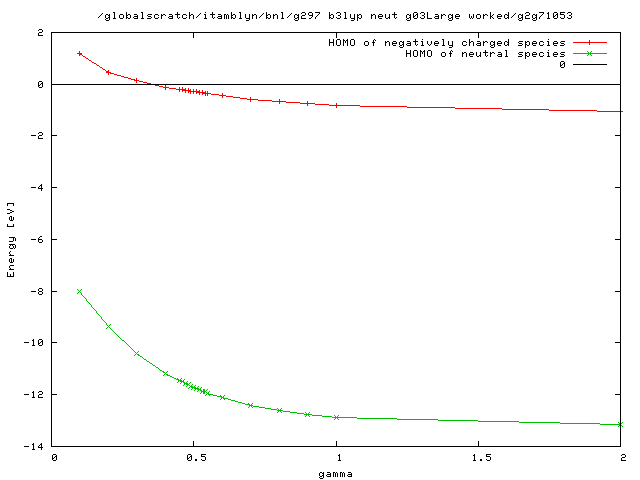 /globalscratch/itamblyn/bnl/g297 b3lyp neut g03Large worked/g2g71053
HOMO of negatively charged species
HOMO of neutral species
0
2
0
-2
-4
-6
-8
-10
-12
-14
Energy [eV]
0 0.5 1 1.5 2
gamma